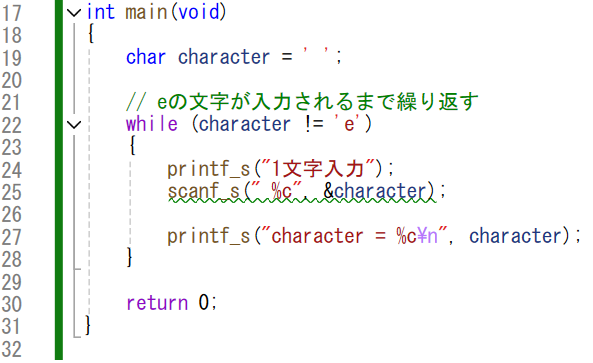 17 int main(void)
18 {
19 char character = ' ';
20
21 // eの文字が入力されるまで繰り返す
22 while (character != 'e')
23 {
24 printf_s("1文字入力");
25 scanf_s(" %c", &character);
26
27 printf_s("character = %c¥n", character);
28 }
29
30 return 0;
31 }
32